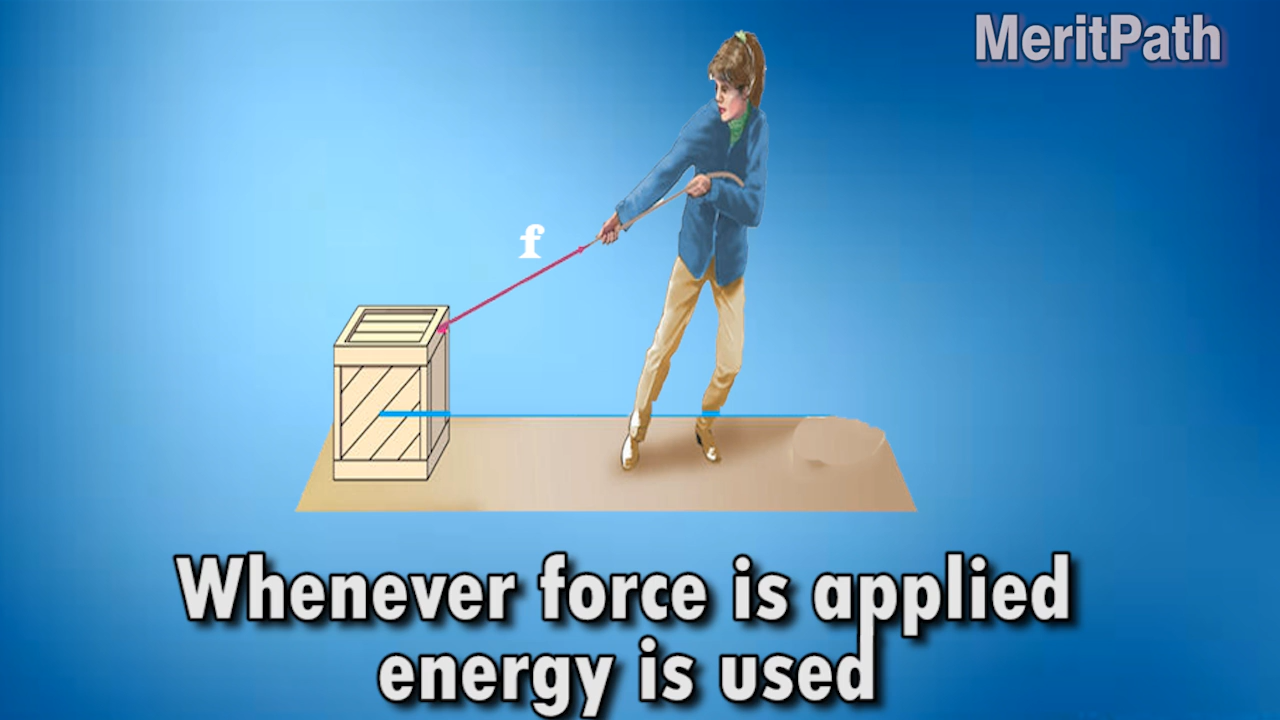 MeritPath
f
Whenever force is applied
energy is used